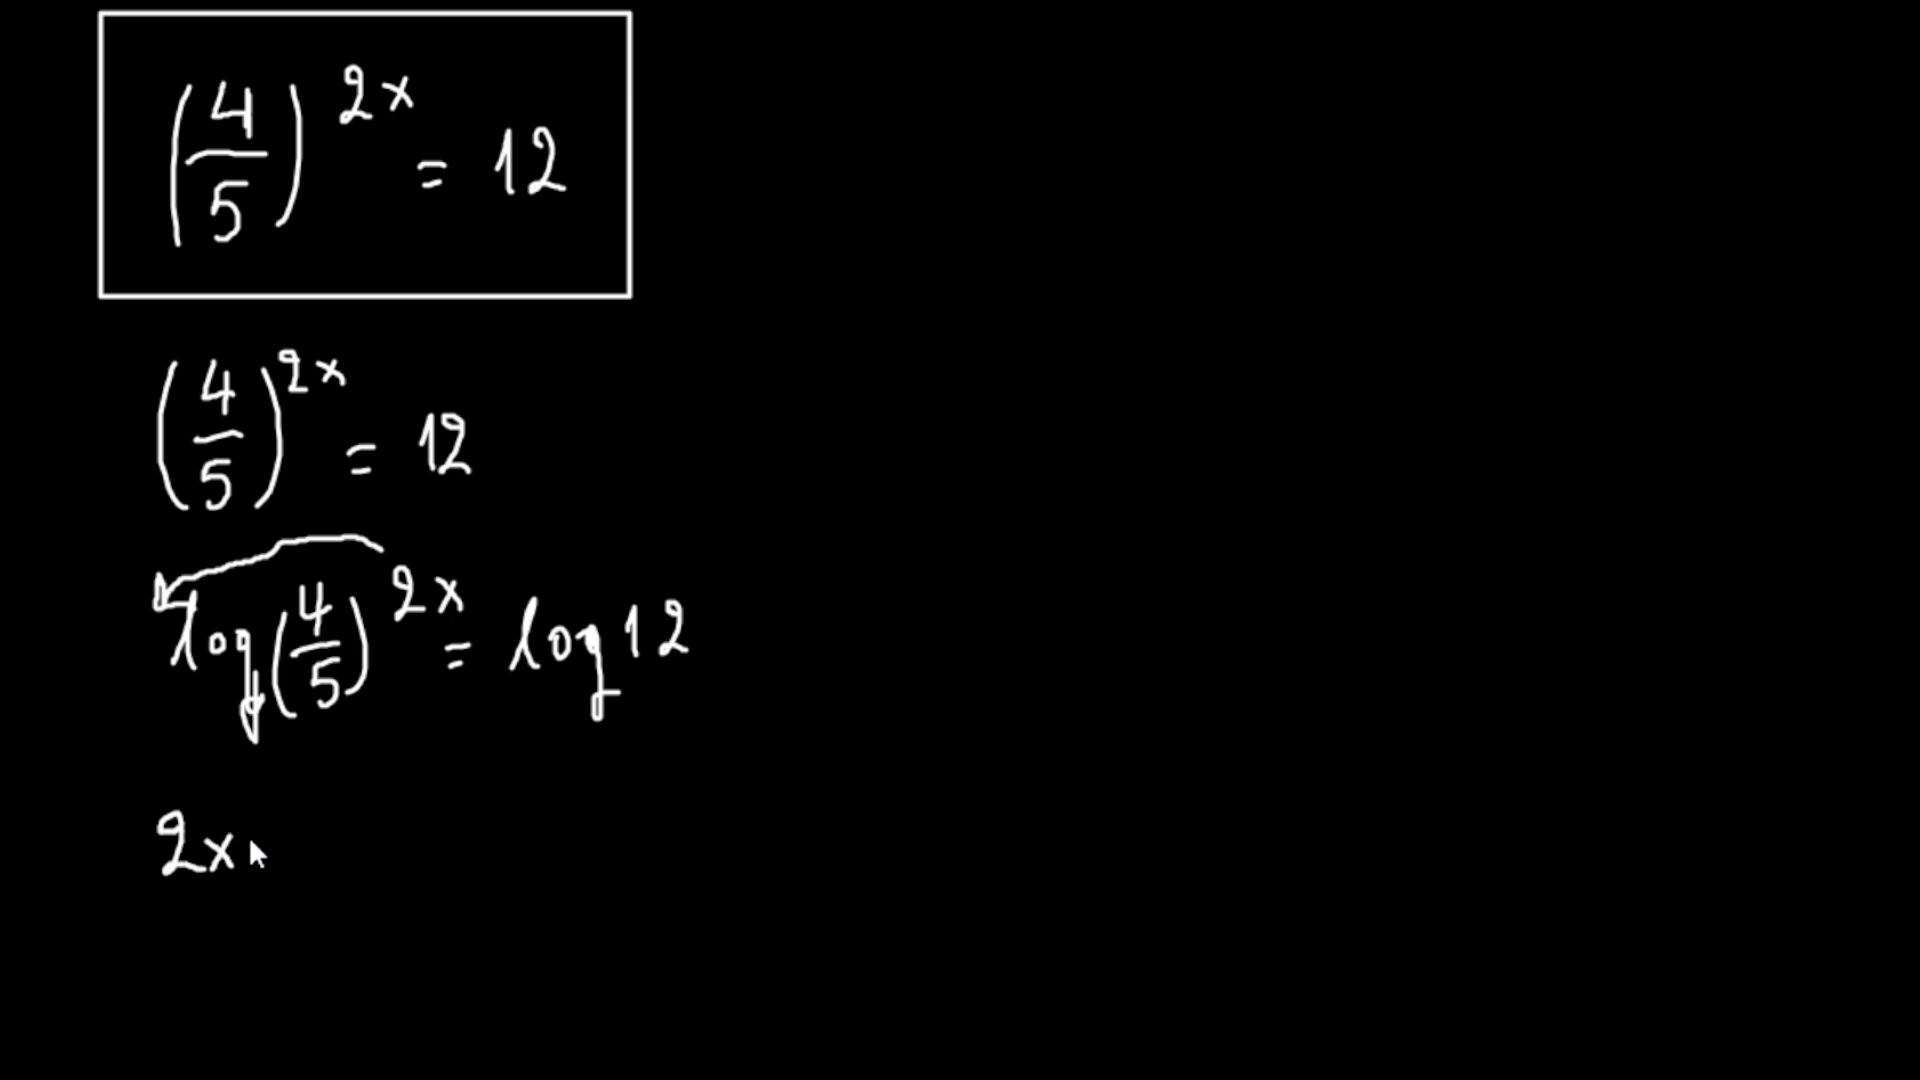 (4/5)^2x = 12
(4/5)^2x = 12
log(4/5)^2x = log12
2x